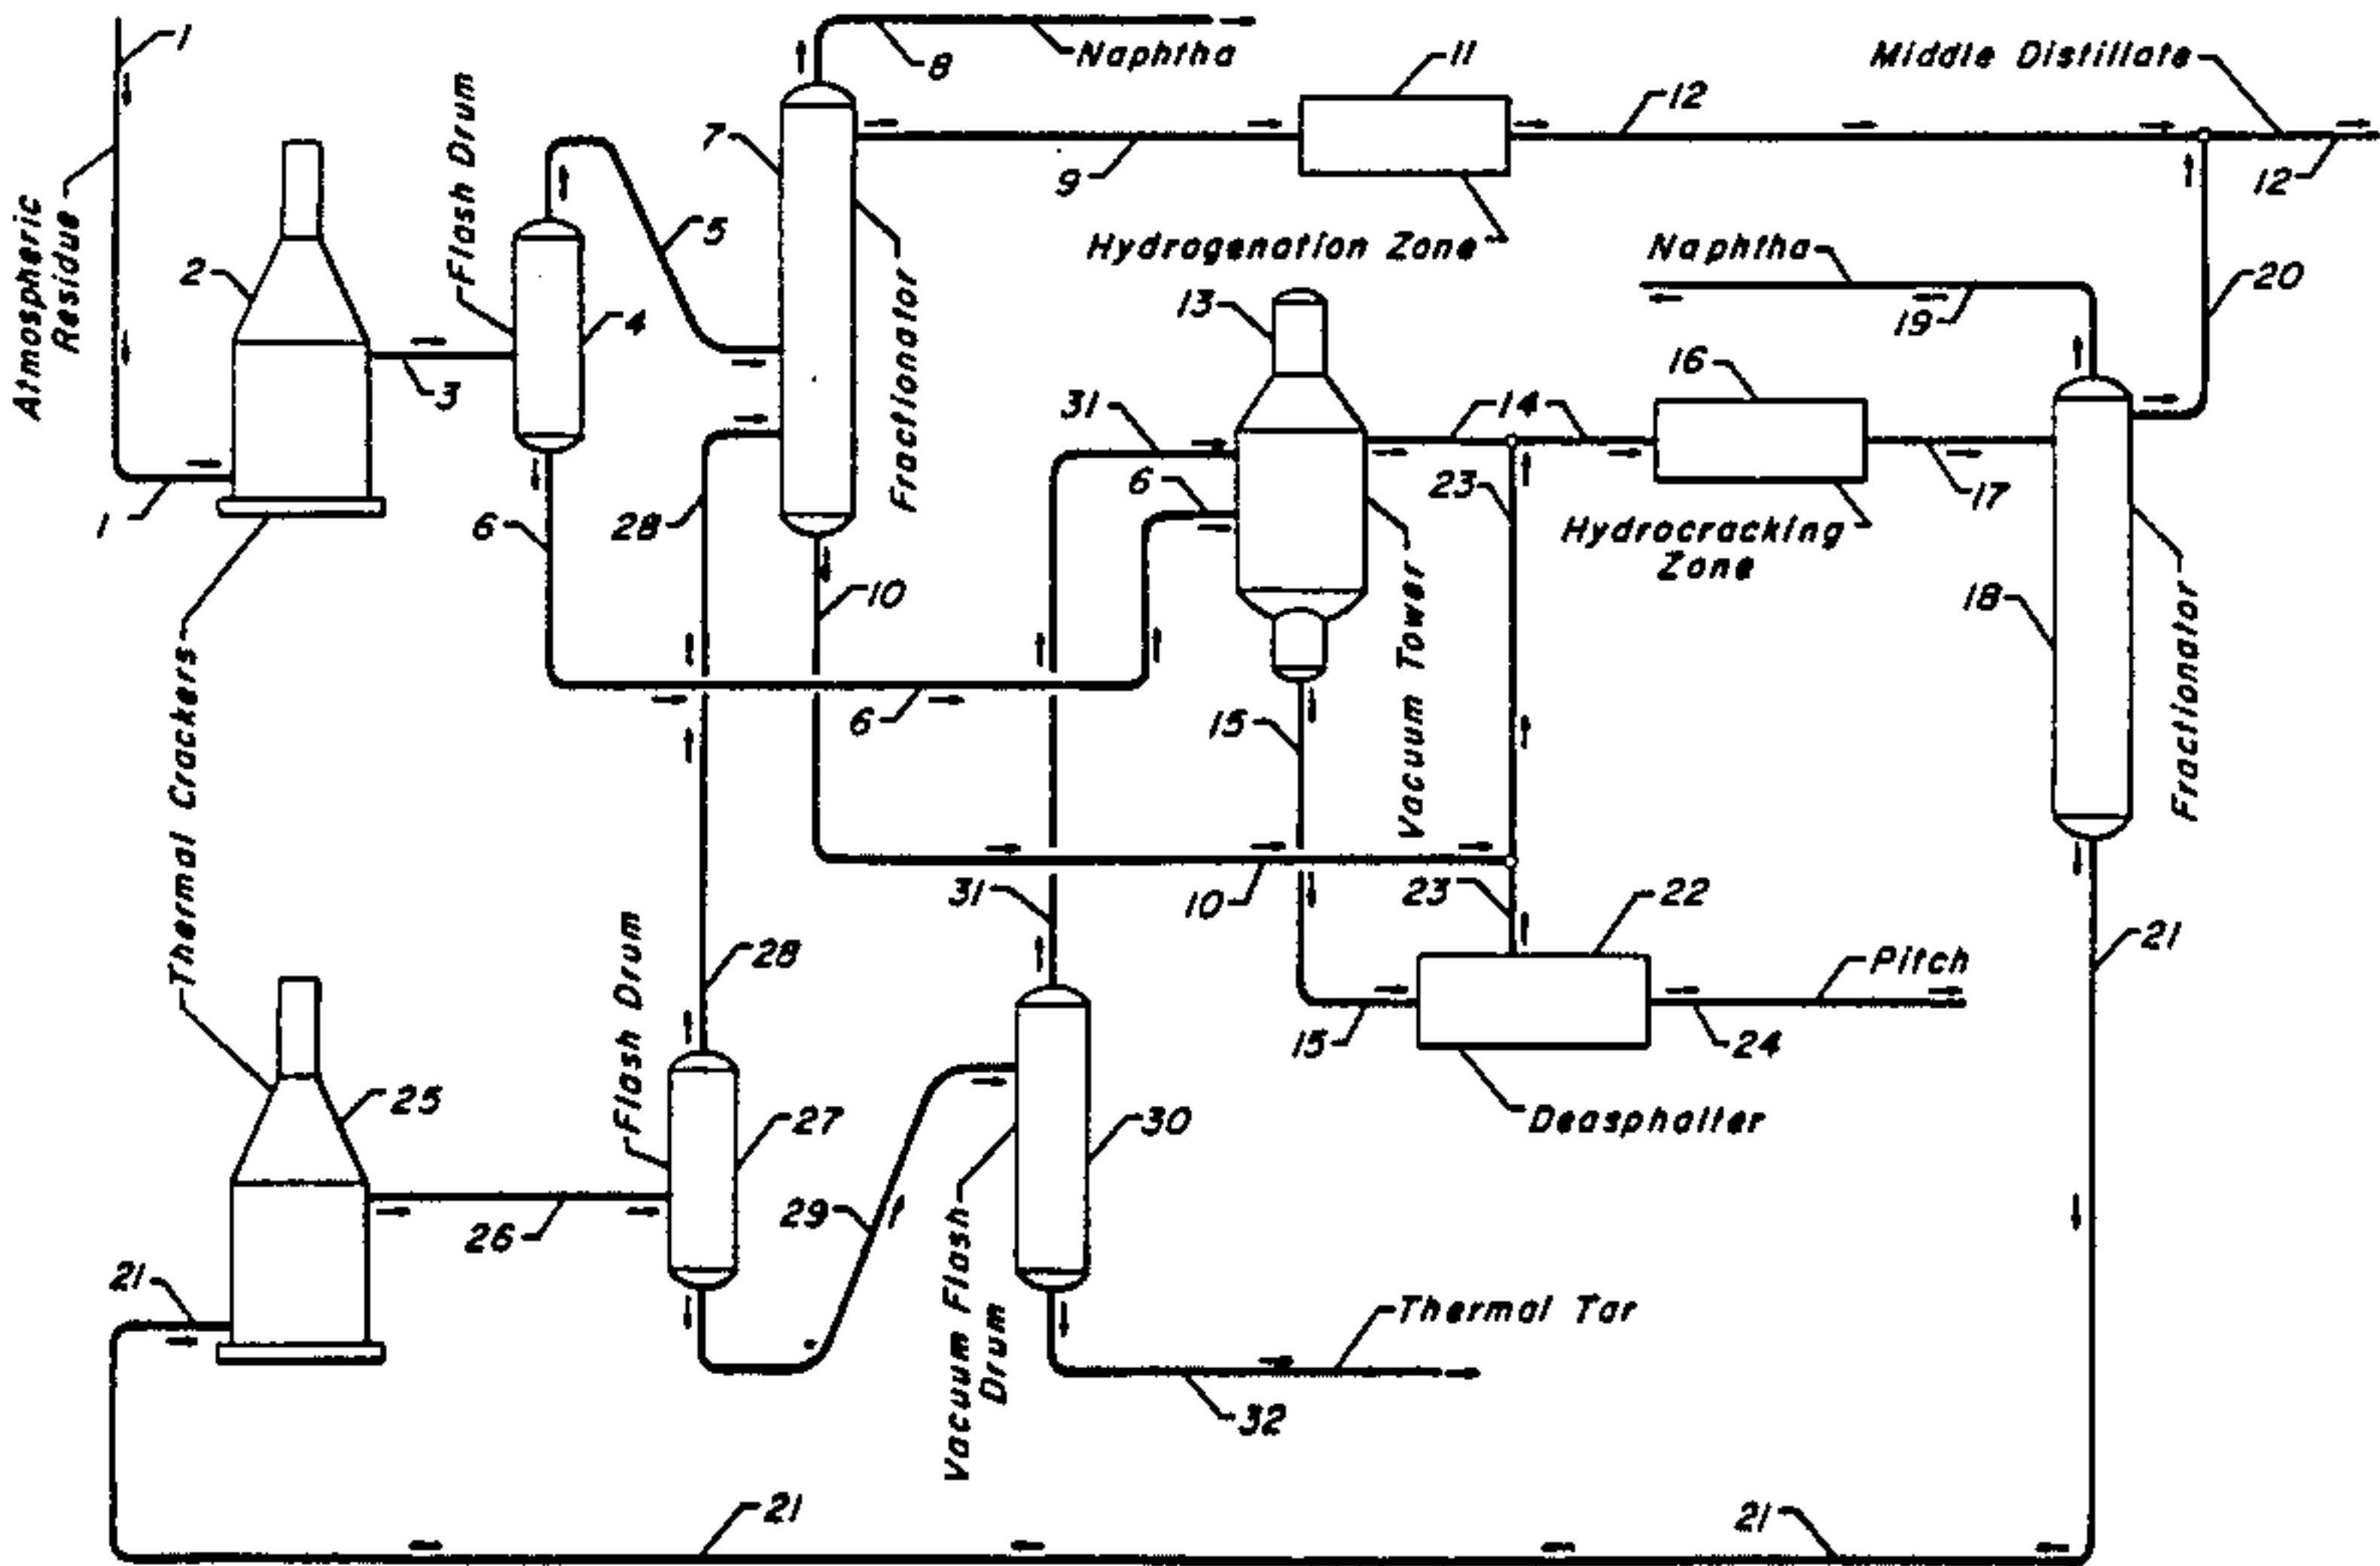 1
8
Naphtha
11
Middle Distillate
Flash Drum
7
12
9
12
Atmospheric
Residue
2
5
Hydrogenation Zone
Naphtha
20
4
Fractionator
13
19
3
16
31
14
6
23
17
1
6
28
Hydrocracking
Zone
10
18
Vacuum Tower
Fractionator
Thermal Crackers
6
15
31
10
23
22
21
Flash Drum
28
Pitch
15
24
25
27
30
Deasphalter
29
26
21
Vacuum Flash
Drum
Thermal Tar
32
21
21